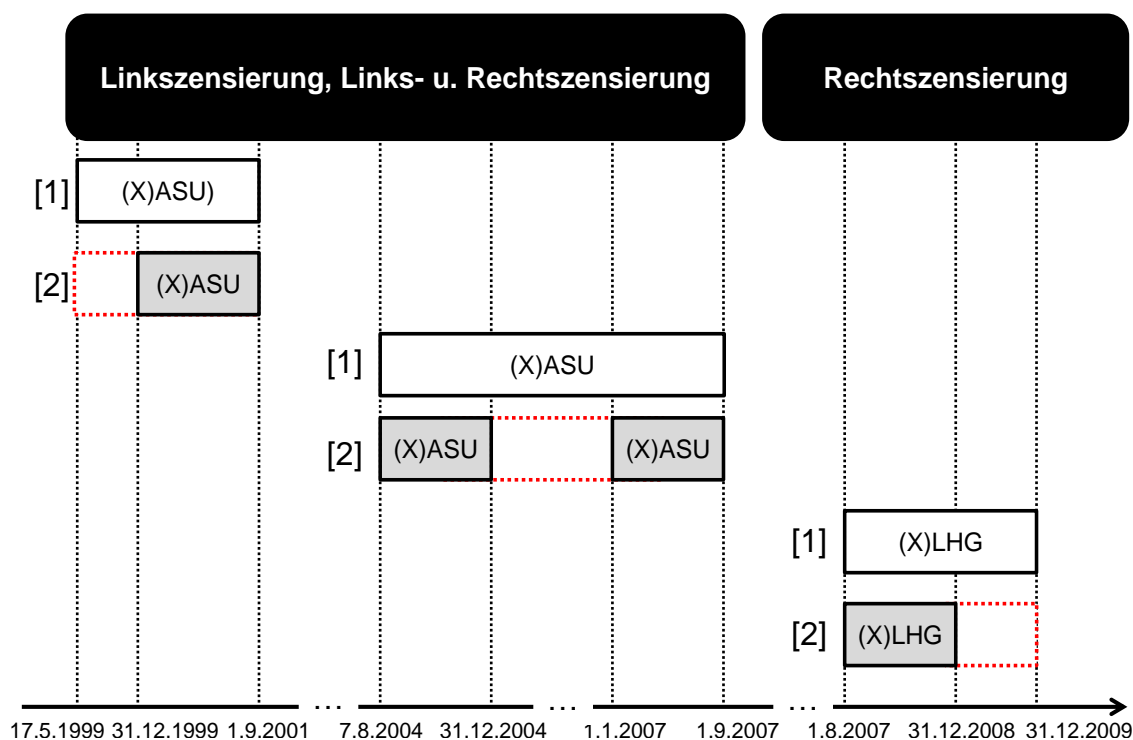 Linkszensierung, Links- u. Rechtszensierung
Rechtszensierung
[1]
(X)ASU)
[2]
(X)ASU
[1]
(X)ASU
[2]
(X)ASU
(X)ASU
[1]
(X)LHG
[2]
(X)LHG
... ... ...
17.5.1999 31.12.1999 1.9.2001 7.8.2004 31.12.2004 1.1.2007 1.9.2007 1.8.2007 31.12.2008 31.12.2009